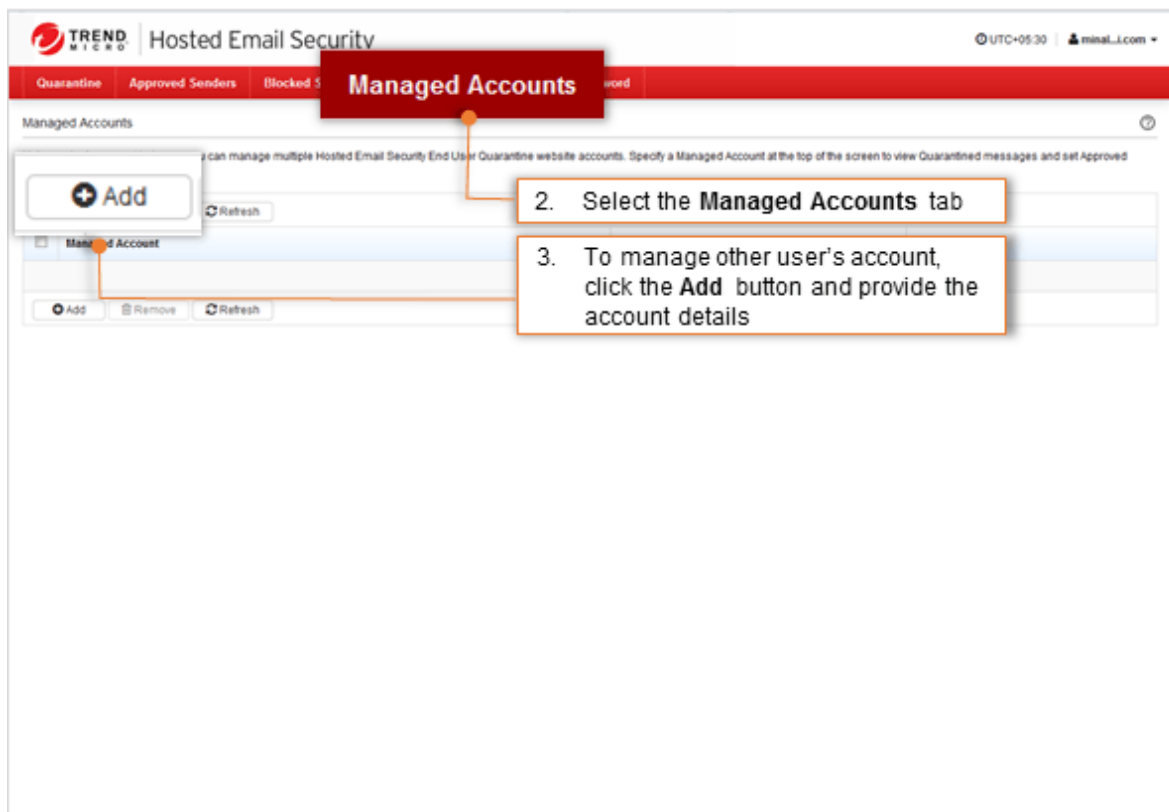 TREND MICRO Hosted Email Security
UTC+05:30 minal...i.com
Quarantine Approved Senders Blocked S Managed Accounts word
Managed Accounts
u can manage multiple Hosted Email Security End User Quarantine website accounts. Specify a Managed Account at the top of the screen to view Quarantined messages and set Approved
Add
Refresh
2. Select the Managed Accounts tab
Managed Account
3. To manage other user's account,
click the Add button and provide the
account details
Add Remove Refresh